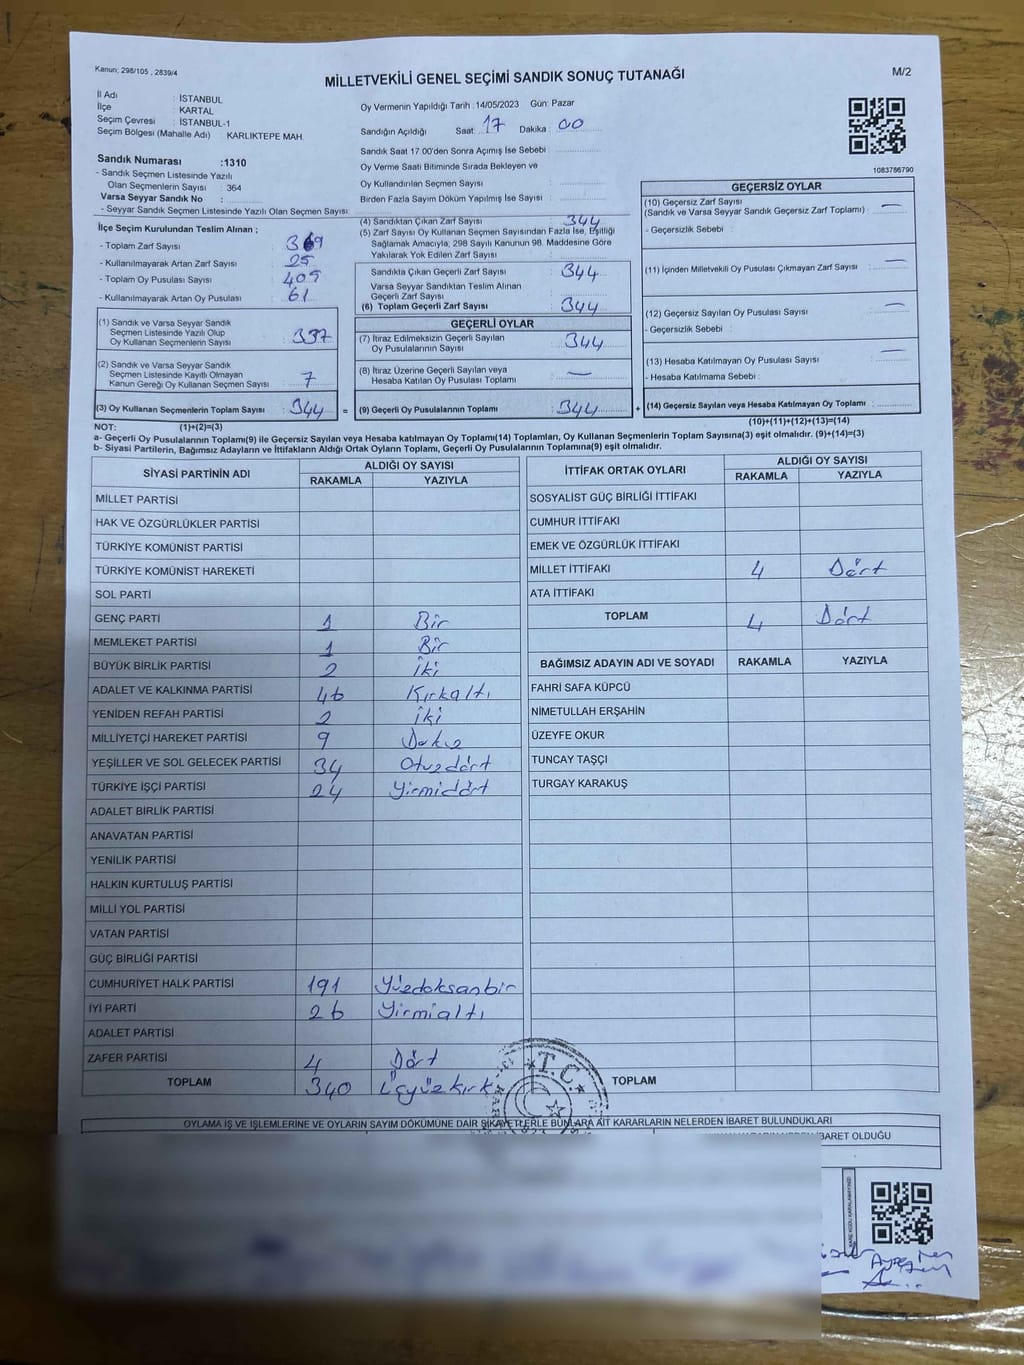 Kanun; 298/105 , 2839/4
MİLLETVEKİLİ GENEL SEÇİMİ SANDIK SONUÇ TUTANAĞI
M/2
İl Adı : İSTANBUL
İlçe : KARTAL
Seçim Çevresi : İSTANBUL-1
Seçim Bölgesi (Mahalle Adı) : KARLIKTEPE MAH.
Sandık Numarası :1310
- Sandık Seçmen Listesinde Yazılı
Olan Seçmenlerin Sayısı : 364
Varsa Seyyar Sandık No :
- Seyyar Sandık Seçmen Listesinde Yazılı Olan Seçmen Sayısı:
Oy Vermenin Yapıldığı Tarih : 14/05/2023 Gün: Pazar
Sandığın Açıldığı Saat: 17 Dakika : 00
Sandık Saat 17:00'den Sonra Açımış İse Sebebi :
Oy Verme Saati Bitiminde Sırada Bekleyen ve
Oy Kullandırılan Seçmen Sayısı :
Birden Fazla Sayım Döküm Yapılmış İse Sayısı :
1083786790
İlçe Seçim Kurulundan Teslim Alınan ;
- Toplam Zarf Sayısı : 369
- Kullanılmayarak Artan Zarf Sayısı : 25
- Toplam Oy Pusulası Sayısı : 405
- Kullanılmayarak Artan Oy Pusulası : 61
(1) Sandık ve Varsa Seyyar Sandık
Seçmen Listesinde Yazılı Olup
Oy Kullanan Seçmenlerin Sayısı : 337
(2) Sandık ve Varsa Seyyar Sandık
Seçmen Listesinde Kayıtlı Olmayan
Kanun Gereği Oy Kullanan Seçmen Sayısı : 7
(3) Oy Kullanan Seçmenlerin Toplam Sayısı : 344 =
(4) Sandıktan Çıkan Zarf Sayısı : 344
(5) Zarf Sayısı Oy Kullanan Seçmen Sayısından Fazla İse, Eşitliği
Sağlamak Amacıyla, 298 Sayılı Kanunun 98. Maddesine Göre
Yakılarak Yok Edilen Zarf Sayısı :
Sandıkta Çıkan Geçerli Zarf Sayısı : 344
Varsa Seyyar Sandıktan Teslim Alınan
Geçerli Zarf Sayısı :
(6) Toplam Geçerli Zarf Sayısı : 344
GEÇERLİ OYLAR
(7) İtiraz Edilmeksizin Geçerli Sayılan
Oy Pusulalarının Sayısı : 344
(8) İtiraz Üzerine Geçerli Sayılan veya
Hesaba Katılan Oy Pusulası Toplamı : —
(9) Geçerli Oy Pusulalarının Toplamı : 344 +
GEÇERSİZ OYLAR
(10) Geçersiz Zarf Sayısı
(Sandık ve Varsa Seyyar Sandık Geçersiz Zarf Toplamı) : —
- Geçersizlik Sebebi :
(11) İçinden Milletvekili Oy Pusulası Çıkmayan Zarf Sayısı : —
(12) Geçersiz Sayılan Oy Pusulası Sayısı : —
- Geçersizlik Sebebi :
(13) Hesaba Katılmayan Oy Pusulası Sayısı : —
- Hesaba Katılmama Sebebi :
(14) Geçersiz Sayılan veya Hesaba Katılmayan Oy Toplamı :
NOT: (1)+(2)=(3)
(10)+(11)+(12)+(13)=(14)
a- Geçerli Oy Pusulalarının Toplamı(9) ile Geçersiz Sayılan veya Hesaba katılmayan Oy Toplamı(14) Toplamları, Oy Kullanan Seçmenlerin Toplam Sayısına(3) eşit olmalıdır. (9)+(14)=(3)
b- Siyasi Partilerin, Bağımsız Adayların ve İttifakların Aldığı Ortak Oyların Toplamı, Geçerli Oy Pusulalarının Toplamına(9) eşit olmalıdır.
SİYASİ PARTİNİN ADI ALDIĞI OY SAYISI
RAKAMLA YAZIYLA
MİLLET PARTİSİ
HAK VE ÖZGÜRLÜKLER PARTİSİ
TÜRKİYE KOMÜNİST PARTİSİ
TÜRKİYE KOMÜNİST HAREKETİ
SOL PARTİ
GENÇ PARTİ 1 Bir
MEMLEKET PARTİSİ 1 Bir
BÜYÜK BİRLİK PARTİSİ 2 İki
ADALET VE KALKINMA PARTİSİ 46 Kırkaltı
YENİDEN REFAH PARTİSİ 2 İki
MİLLİYETÇİ HAREKET PARTİSİ 9 Dokuz
YEŞİLLER VE SOL GELECEK PARTİSİ 34 Otuzdört
TÜRKİYE İŞÇİ PARTİSİ 24 Yirmidört
ADALET BİRLİK PARTİSİ
ANAVATAN PARTİSİ
YENİLİK PARTİSİ
HALKIN KURTULUŞ PARTİSİ
MİLLİ YOL PARTİSİ
VATAN PARTİSİ
GÜÇ BİRLİĞİ PARTİSİ
CUMHURİYET HALK PARTİSİ 191 Yüzdoksanbir
İYİ PARTİ 26 Yirmialtı
ADALET PARTİSİ
ZAFER PARTİSİ 4 Dört
TOPLAM 340 Üçyüzkırk
İTTİFAK ORTAK OYLARI ALDIĞI OY SAYISI
RAKAMLA YAZIYLA
SOSYALİST GÜÇ BİRLİĞİ İTTİFAKI
CUMHUR İTTİFAKI
EMEK VE ÖZGÜRLÜK İTTİFAKI
MİLLET İTTİFAKI 4 Dört
ATA İTTİFAKI
TOPLAM 4 Dört
BAĞIMSIZ ADAYIN ADI VE SOYADI RAKAMLA YAZIYLA
FAHRİ SAFA KÜPCÜ
NİMETULLAH ERŞAHİN
ÜZEYFE OKUR
TUNCAY TAŞÇI
TURGAY KARAKUŞ
TOPLAM
T.C.
OYLAMA İŞ VE İŞLEMLERİNE VE OYLARIN SAYIM DÖKÜMÜNE DAİR ŞİKAYETLERLE BUNLARA AİT KARARLARIN NELERDEN İBARET BULUNDUKLARI
İBARET OLDUĞU
KARE KODU KARALAMAYINIZ!